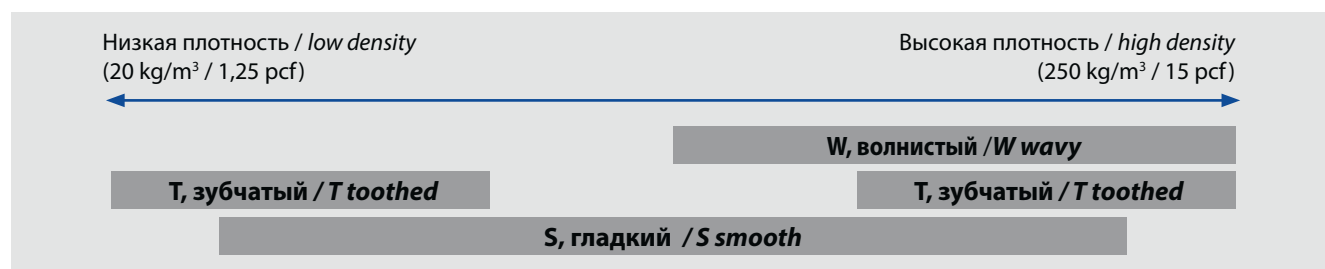 Низкая плотность / low density
(20 kg/m³ / 1,25 pcf)
Высокая плотность / high density
(250 kg/m³ / 15 pcf)
W, волнистый /W wavy
T, зубчатый / T toothed
T, зубчатый / T toothed
S, гладкий / S smooth